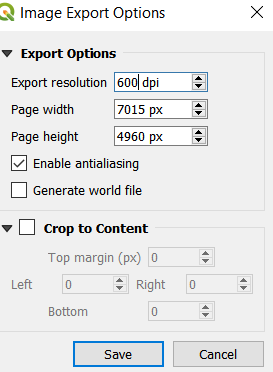 Image Export Options
Export Options
Export resolution 600 dpi
Page width 7015 px
Page height 4960 px
Enable antialiasing
Generate world file
Crop to Content
Top margin (px) 0
Left 0 Right 0
Bottom 0
Save Cancel